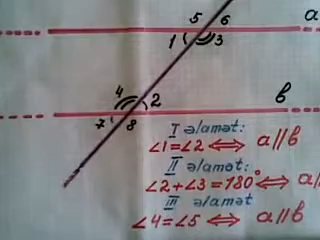 5 6 a
1 3
4 2 b
7 8
I əlamət:
∠1=∠2 ⟺ a//b
II əlamət:
∠2+∠3=180° ⟺ a/
III əlamət
∠4=∠5 ⟺ a//b